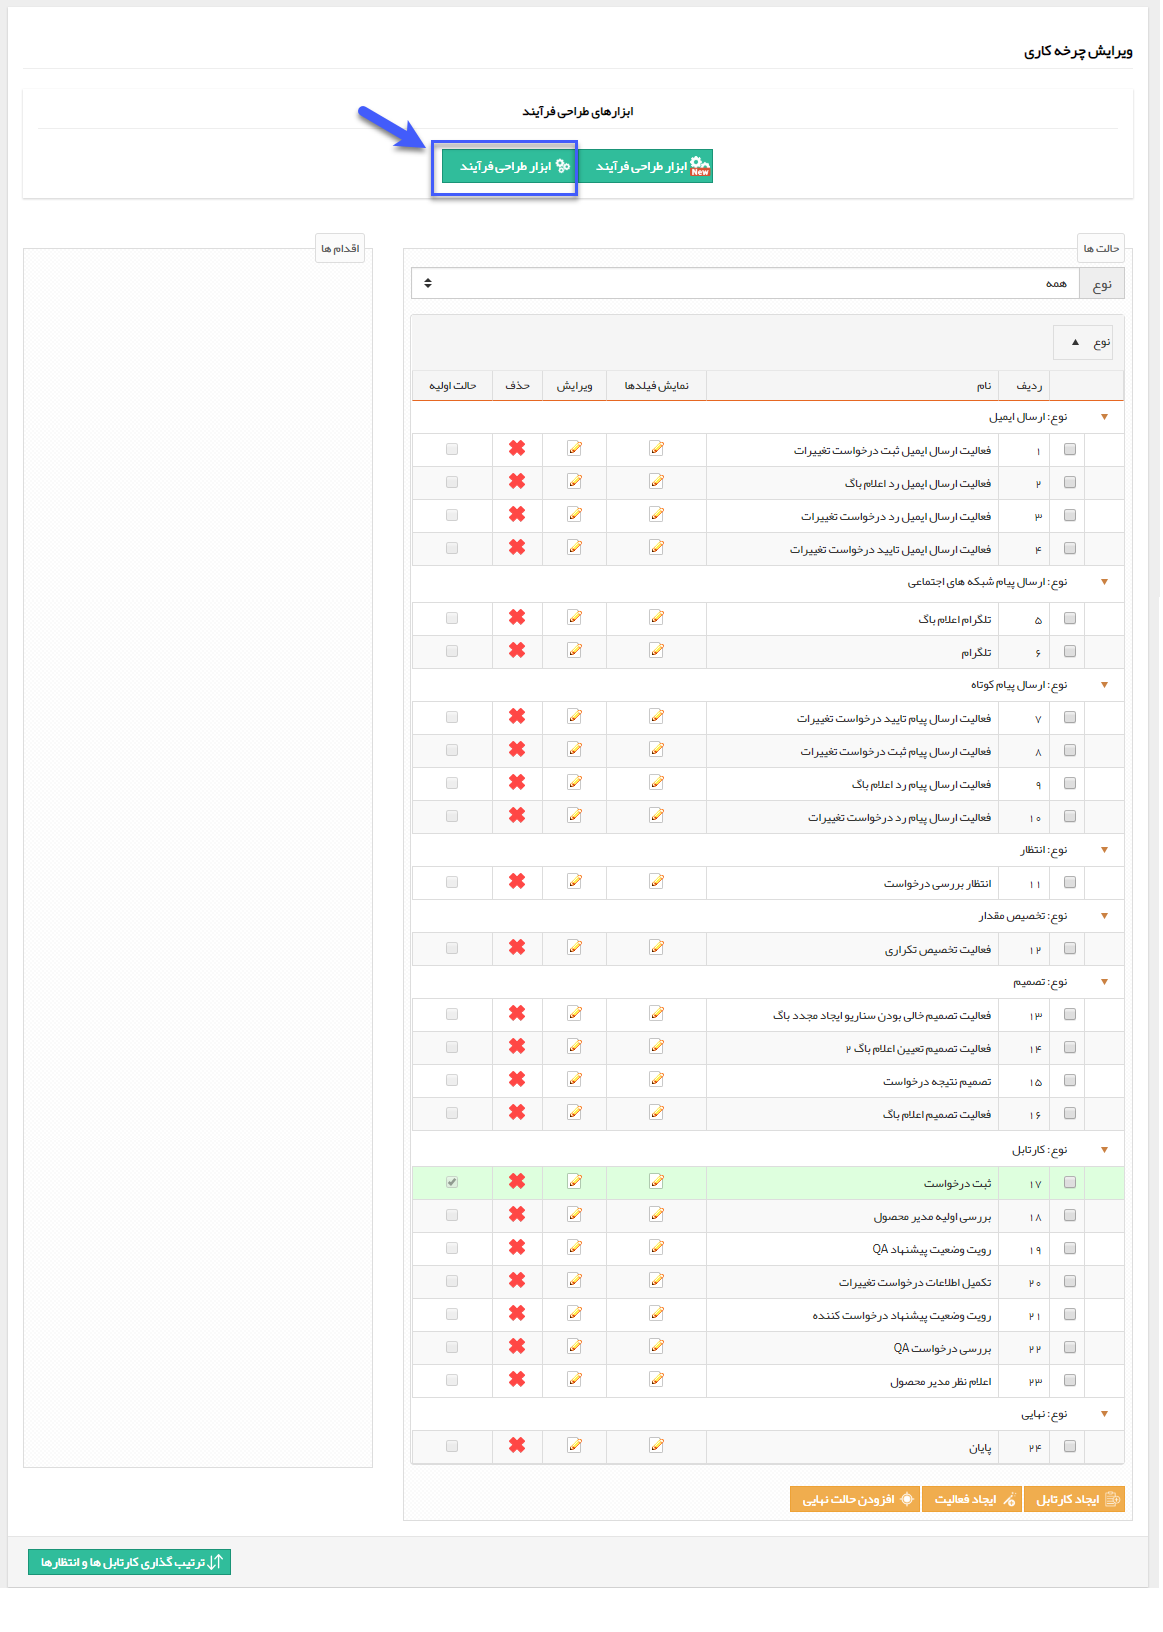 ویرایش چرخه کاری
ابزارهای طراحی فرآیند
New ابزار طراحی فرآیند
ابزار طراحی فرآیند
حالت ها
نوع همه
نوع
ردیف نام نمایش فیلدها ویرایش حذف حالت اولیه
نوع: ارسال ایمیل
۱ فعالیت ارسال ایمیل ثبت درخواست تغییرات
۲ فعالیت ارسال ایمیل رد اعلام باگ
۳ فعالیت ارسال ایمیل رد درخواست تغییرات
۴ فعالیت ارسال ایمیل تایید درخواست تغییرات
نوع: ارسال پیام شبکه های اجتماعی
۵ تلگرام اعلام باگ
۶ تلگرام
نوع: ارسال پیام کوتاه
۷ فعالیت ارسال پیام تایید درخواست تغییرات
۸ فعالیت ارسال پیام ثبت درخواست تغییرات
۹ فعالیت ارسال پیام رد اعلام باگ
۱۰ فعالیت ارسال پیام رد درخواست تغییرات
نوع: انتظار
۱۱ انتظار بررسی درخواست
نوع: تخصیص مقدار
۱۲ فعالیت تخصیص تکراری
نوع: تصمیم
۱۳ فعالیت تصمیم خالی بودن سناریو ایجاد مجدد باگ
۱۴ فعالیت تصمیم تعیین اعلام باگ ۲
۱۵ تصمیم نتیجه درخواست
۱۶ فعالیت تصمیم اعلام باگ
نوع: کارتابل
۱۷ ثبت درخواست
۱۸ بررسی اولیه مدیر محصول
۱۹ رویت وضعیت پیشنهاد QA
۲۰ تکمیل اطلاعات درخواست تغییرات
۲۱ رویت وضعیت پیشنهاد درخواست کننده
۲۲ بررسی درخواست QA
۲۳ اعلام نظر مدیر محصول
نوع: نهایی
۲۴ پایان
ایجاد کارتابل
ایجاد فعالیت
افزودن حالت نهایی
اقدام ها
ترتیب گذاری کارتابل ها و انتظارها